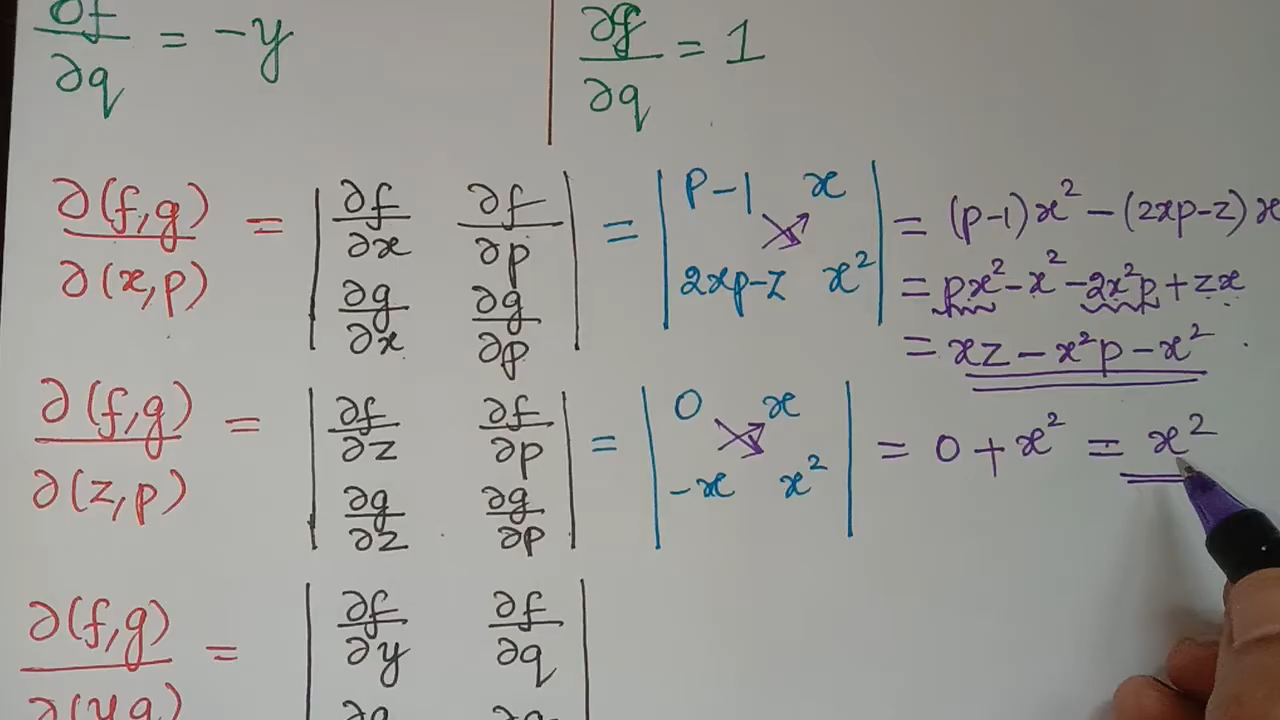 ∂f/∂q = -y
∂g/∂q = 1
∂(f,g)/∂(x,p) = | ∂f/∂x ∂f/∂p ; ∂g/∂x ∂g/∂p | = | p-1 x ; 2xp-z x² | = (p-1)x² - (2xp-z)x
= px² - x² - 2x²p + zx
= xz - x²p - x²
∂(f,g)/∂(z,p) = | ∂f/∂z ∂f/∂p ; ∂g/∂z ∂g/∂p | = | 0 x ; -x x² | = 0 + x² = x²
∂(f,g)/∂(y,q) = | ∂f/∂y ∂f/∂q ; ∂g ∂g